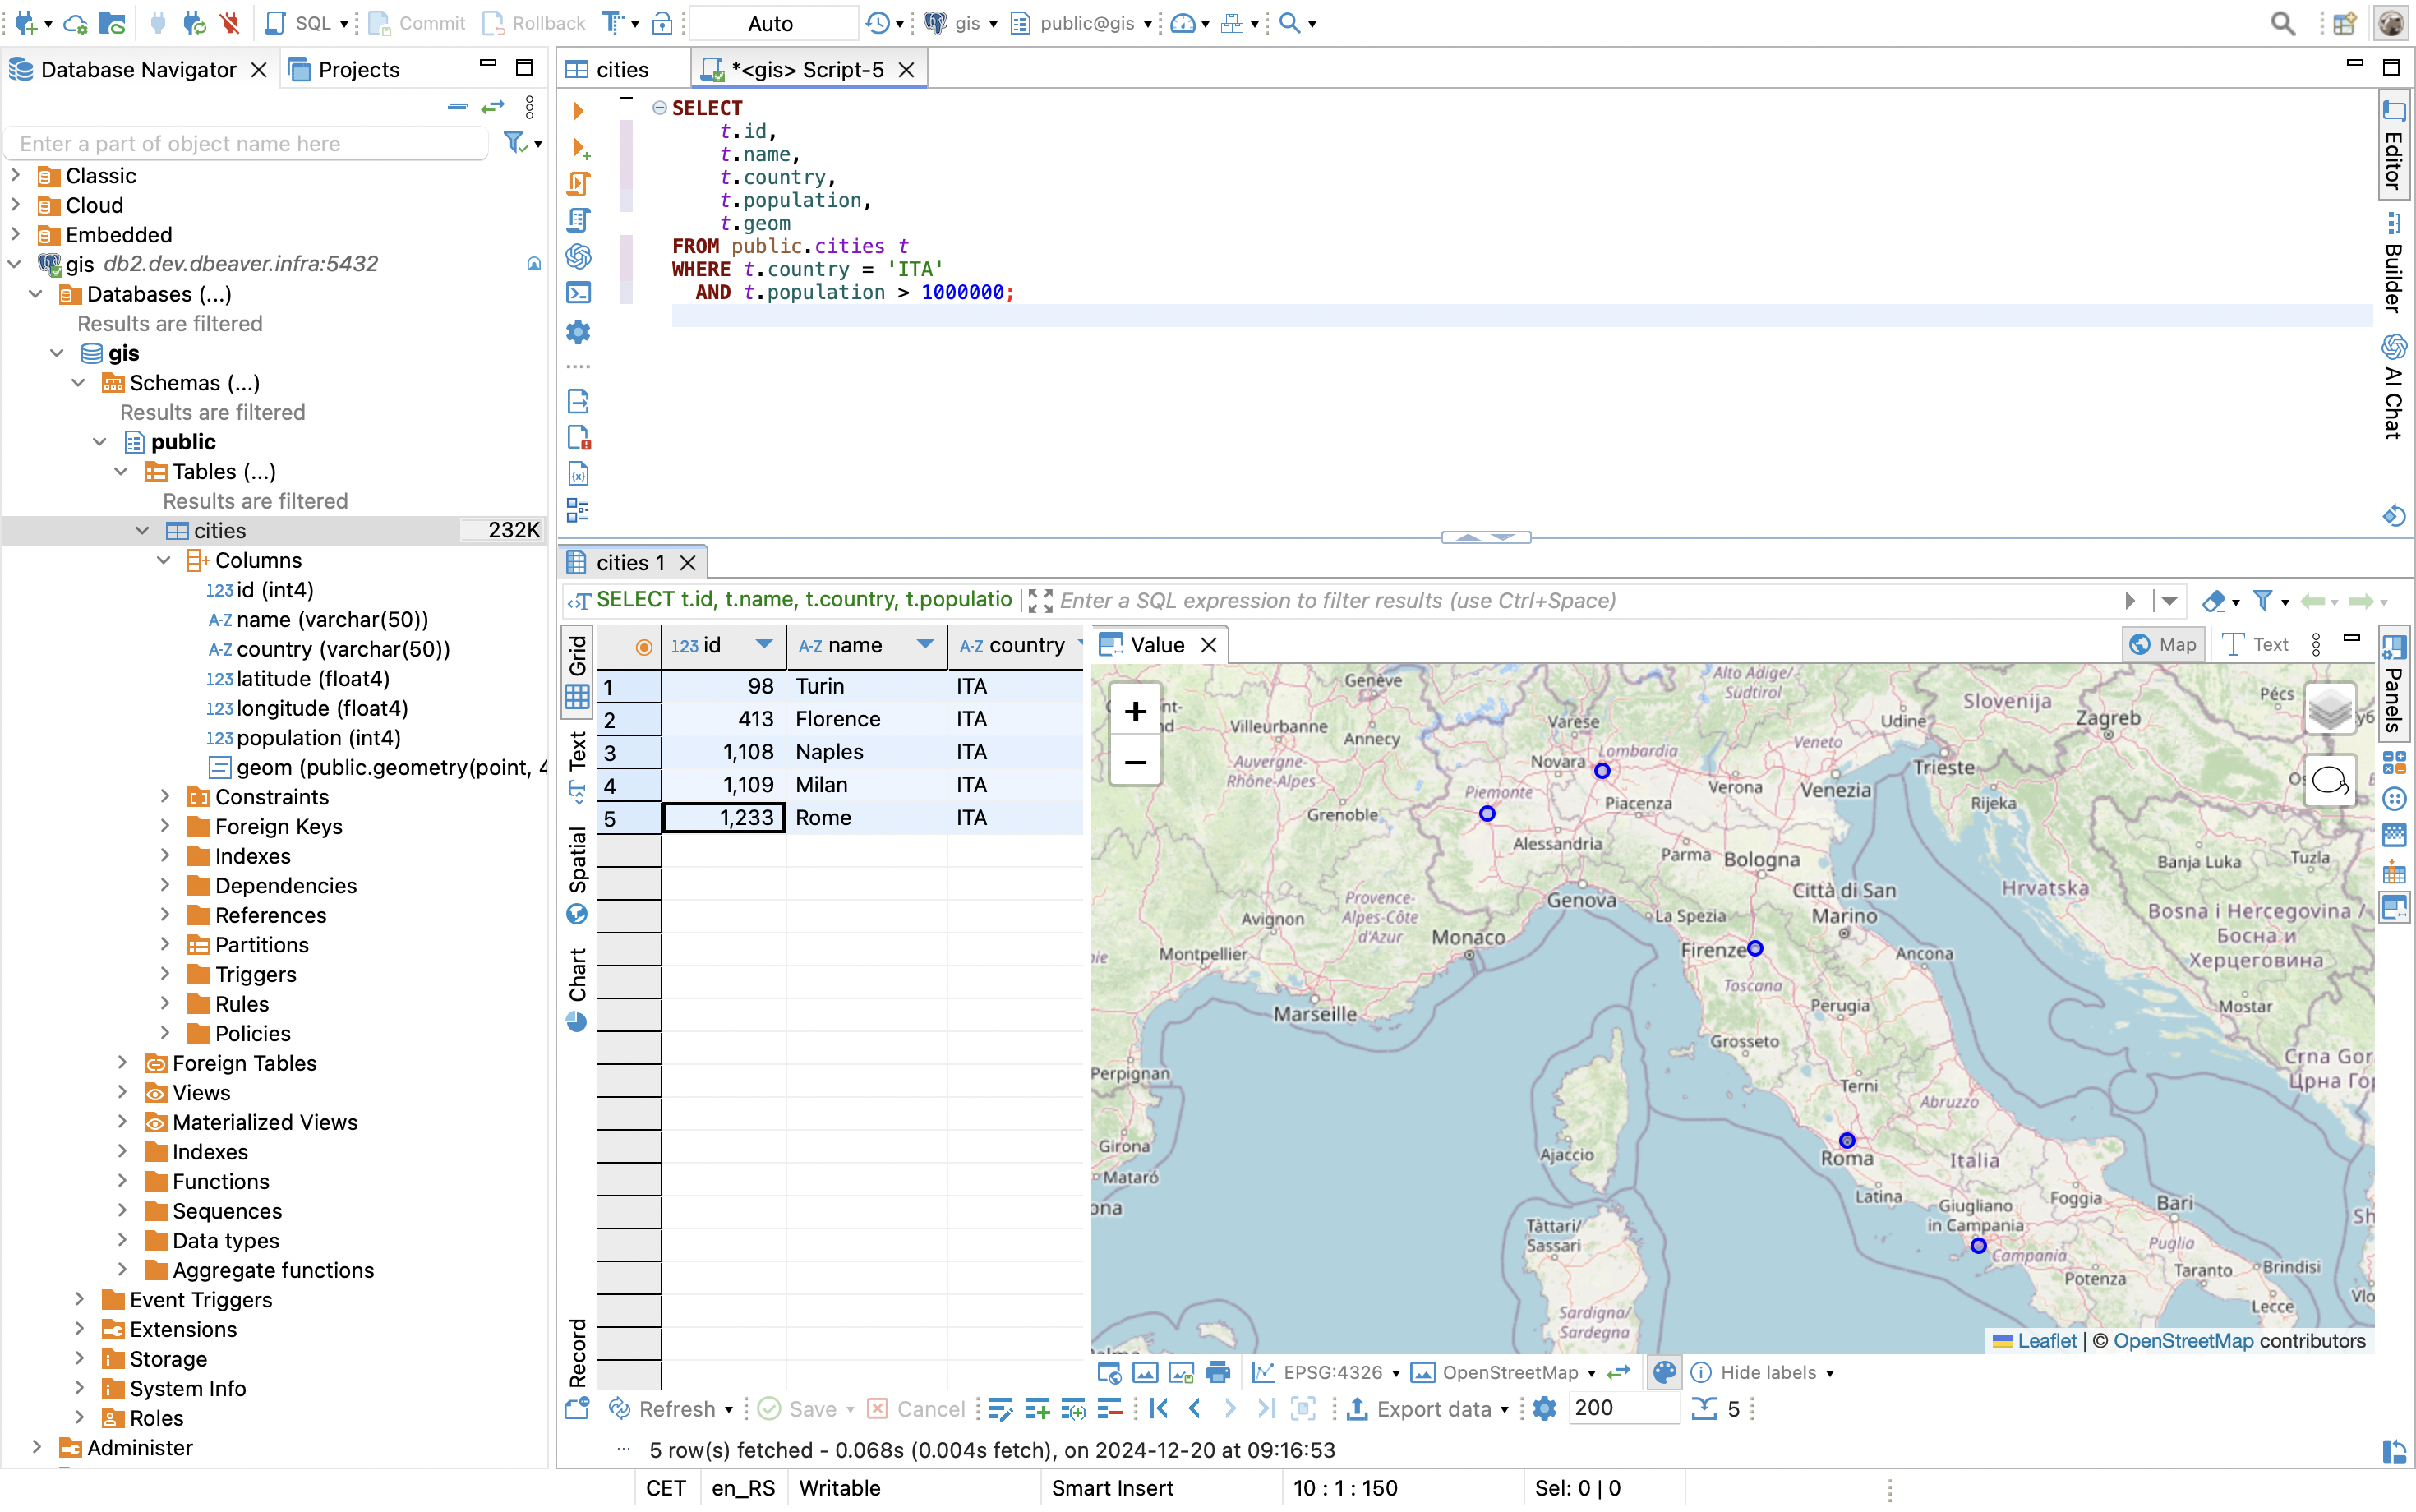 SQL
Commit
Rollback
Auto
gis
public@gis
Database Navigator
Projects
Enter a part of object name here
Classic
Cloud
Embedded
gis db2.dev.dbeaver.infra:5432
Databases (...)
Results are filtered
gis
Schemas (...)
Results are filtered
public
Tables (...)
Results are filtered
cities 232K
Columns
123 id (int4)
A-Z name (varchar(50))
A-Z country (varchar(50))
123 latitude (float4)
123 longitude (float4)
123 population (int4)
geom (public.geometry(point, 4
Constraints
Foreign Keys
Indexes
Dependencies
References
Partitions
Triggers
Rules
Policies
Foreign Tables
Views
Materialized Views
Indexes
Functions
Sequences
Data types
Aggregate functions
Event Triggers
Extensions
Storage
System Info
Roles
Administer
cities
*<gis> Script-5
SELECT
t.id,
t.name,
t.country,
t.population,
t.geom
FROM public.cities t
WHERE t.country = 'ITA'
AND t.population > 1000000;
Editor
Builder
AI Chat
cities 1
SELECT t.id, t.name, t.country, t.populatio
Enter a SQL expression to filter results (use Ctrl+Space)
Grid
Text
Spatial
Chart
Record
123 id A-Z name A-Z country
1 98 Turin ITA
2 413 Florence ITA
3 1,108 Naples ITA
4 1,109 Milan ITA
5 1,233 Rome ITA
Value
Map
Text
Panels
+
−
Genève
Alto Adige/
Südtirol
Slovenija
Pécs
Villeurbanne
Annecy
Varese
Udine
Zagreb
Lombardia
Veneto
Auvergne-
Rhône-Alpes
Novara
Trieste
Piemonte
Verona
Venezia
Grenoble
Piacenza
Rijeka
Alessandria
Parma
Bologna
Banja Luka
Tuzla
Provence-
Alpes-Côte
d'Azur
Genova
Città di San
Marino
Hrvatska
Avignon
La Spezia
Bosna i Hercegovina /
Босна и
Херцеговина
Monaco
Montpellier
Firenze
Ancona
Toscana
Marseille
Perugia
Mostar
Grosseto
Crna Gor
Црна Го
Perpignan
Terni
Abruzzo
Girona
Ajaccio
Roma
Italia
Mataró
Latina
Foggia
Bari
ona
Giugliano
in Campania
Tàttari/
Sassari
Campania
Puglia
Potenza
Taranto
Brindisi
Lecce
Vlo
Sardigna/
Sardegna
Leaflet | © OpenStreetMap contributors
EPSG:4326
OpenStreetMap
Hide labels
Refresh
Save
Cancel
Export data
200
5
5 row(s) fetched - 0.068s (0.004s fetch), on 2024-12-20 at 09:16:53
CET
en_RS
Writable
Smart Insert
10 : 1 : 150
Sel: 0 | 0